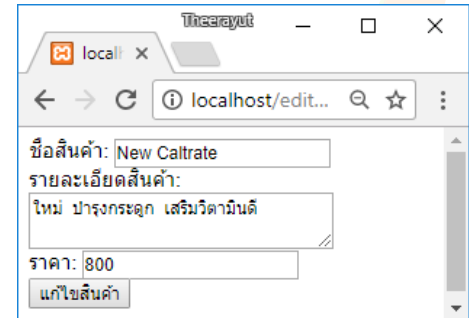 Theerayut
local
localhost/edit...
ชื่อสินค้า: New Caltrate
รายละเอียดสินค้า:
ใหม่ บำรุงกระดูก เสริมวิตามินดี
ราคา: 800
แก้ไขสินค้า